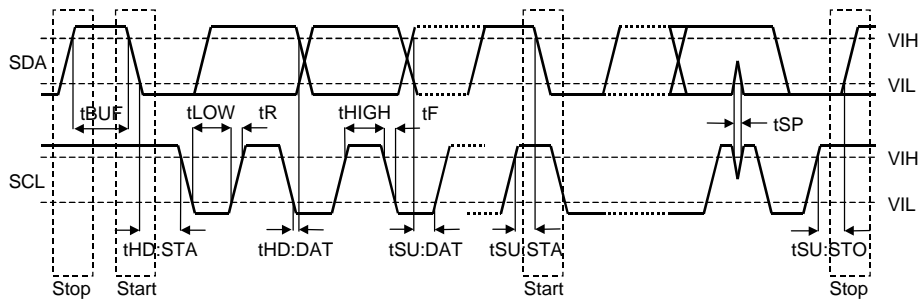 VIH
SDA
VIL
tBUF tLOW tR tHIGH tF tSP
VIH
SCL
VIL
tHD:STA tHD:DAT tSU:DAT tSU:STA tSU:STO
Stop Start Start Stop